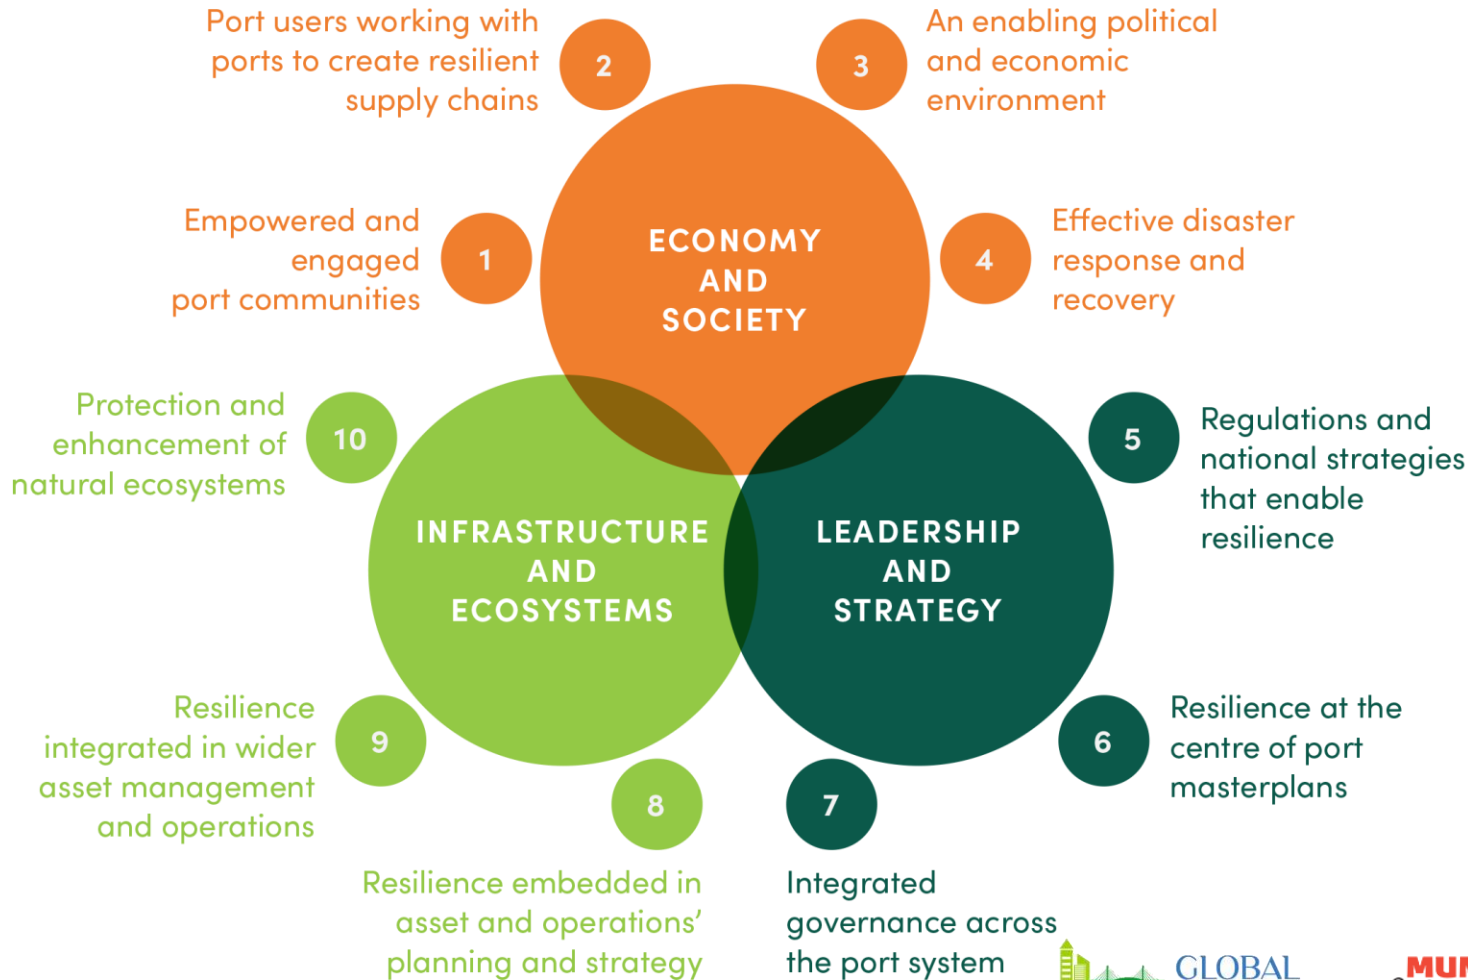 Port users working with
ports to create resilient
supply chains
2
3
An enabling political
and economic
environment
Empowered and
engaged
port communities
1
ECONOMY
AND
SOCIETY
4
Effective disaster
response and
recovery
Protection and
enhancement of
natural ecosystems
10
5
Regulations and
national strategies
that enable
resilience
INFRASTRUCTURE
AND
ECOSYSTEMS
LEADERSHIP
AND
STRATEGY
Resilience
integrated in wider
asset management
and operations
9
6
Resilience at the
centre of port
masterplans
8
7
Resilience embedded in
asset and operations’
planning and strategy
Integrated
governance across
the port system
GLOBAL